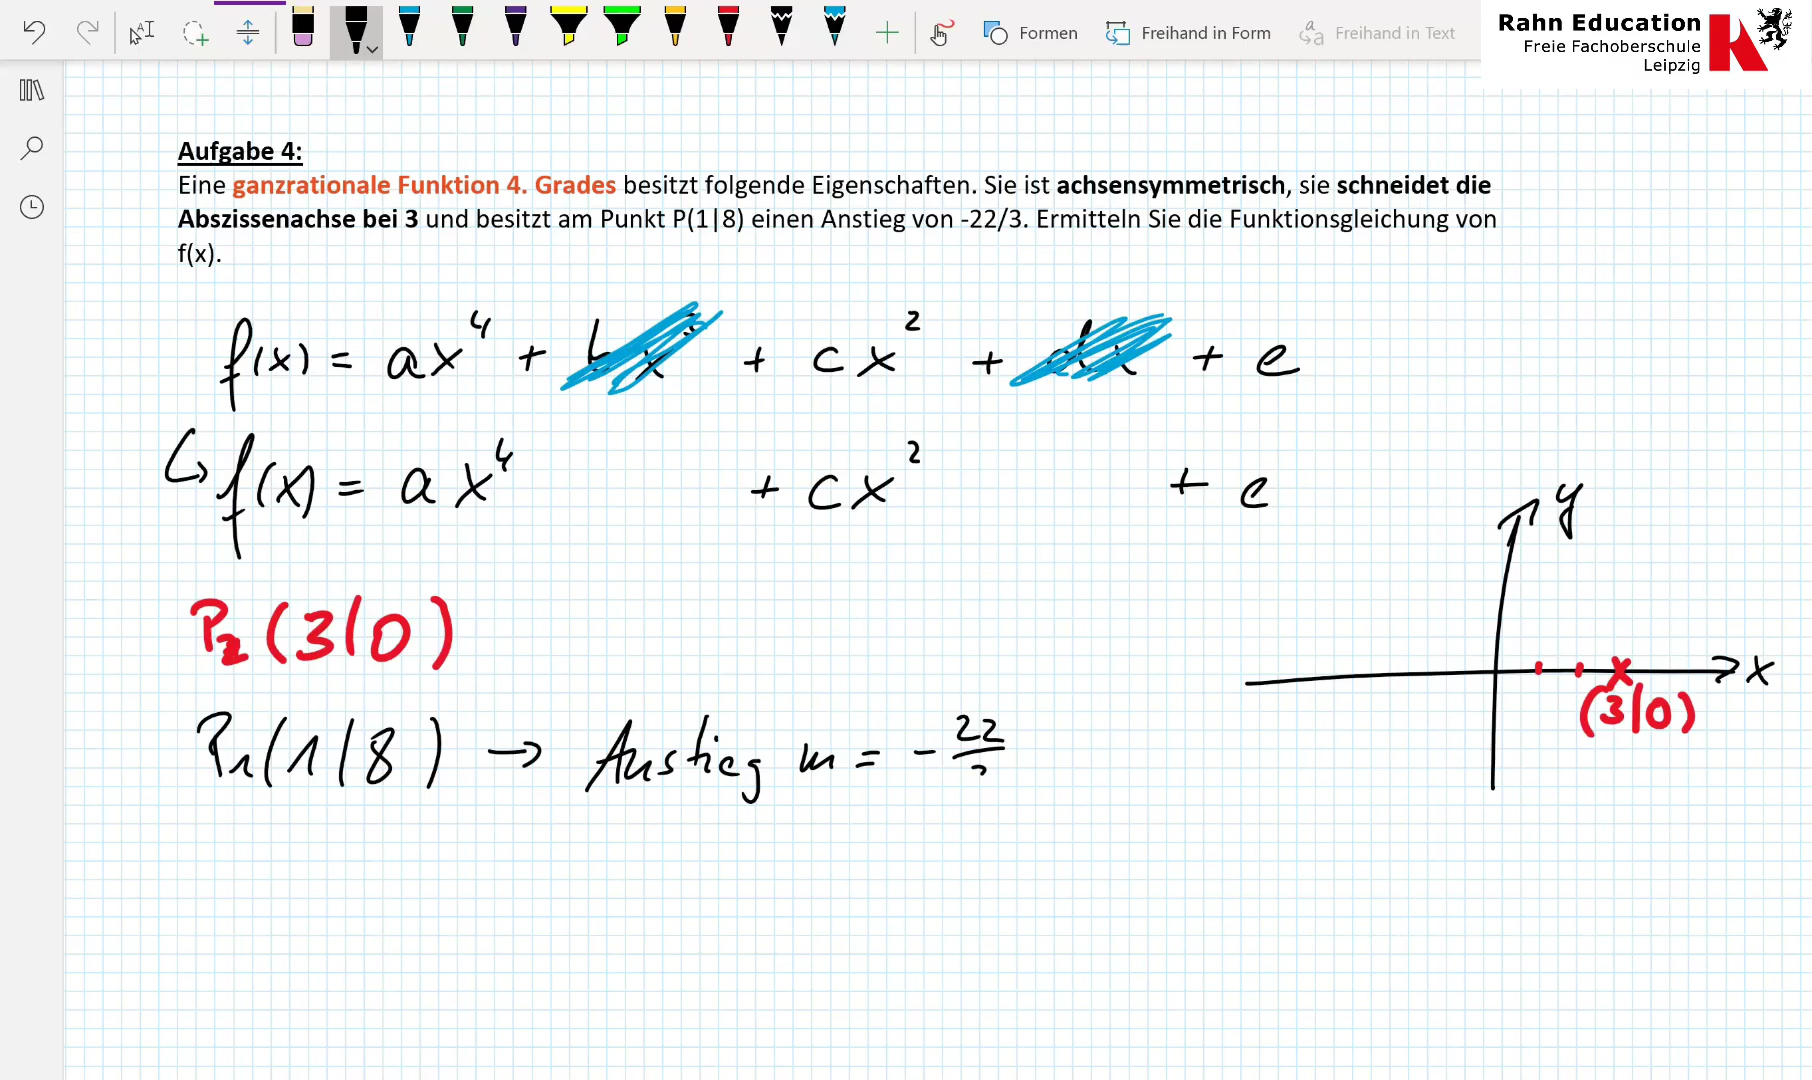 Formen
Freihand in Form
Freihand in Text
Rahn Education
Freie Fachoberschule
Leipzig
Aufgabe 4:
Eine ganzrationale Funktion 4. Grades besitzt folgende Eigenschaften. Sie ist achsensymmetrisch, sie schneidet die
Abszissenachse bei 3 und besitzt am Punkt P(1|8) einen Anstieg von -22/3. Ermitteln Sie die Funktionsgleichung von
f(x).
f(x) = ax⁴ + + cx² + + e
↳ f(x) = ax⁴ + cx² + e
y
x
(3|0)
P₂ (3|0)
P₁ (1|8) → Anstieg m = - 22/